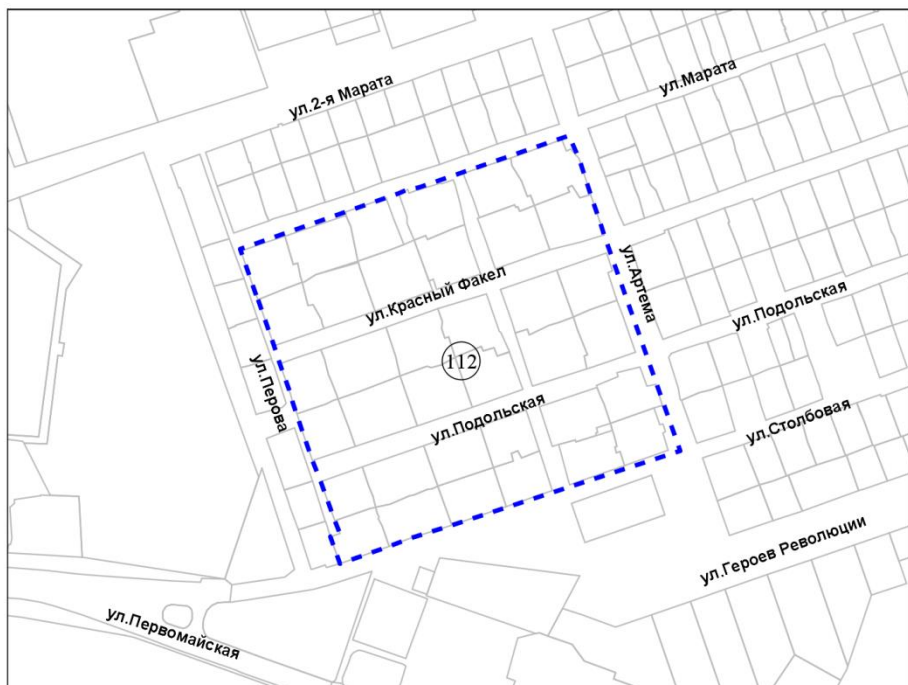 ул.2-я Марата
ул.Марата
ул.Красный Факел
ул.Артема
ул.Подольская
ул.Перова
112
ул.Подольская
ул.Столбовая
ул.Героев Революции
ул.Первомайская